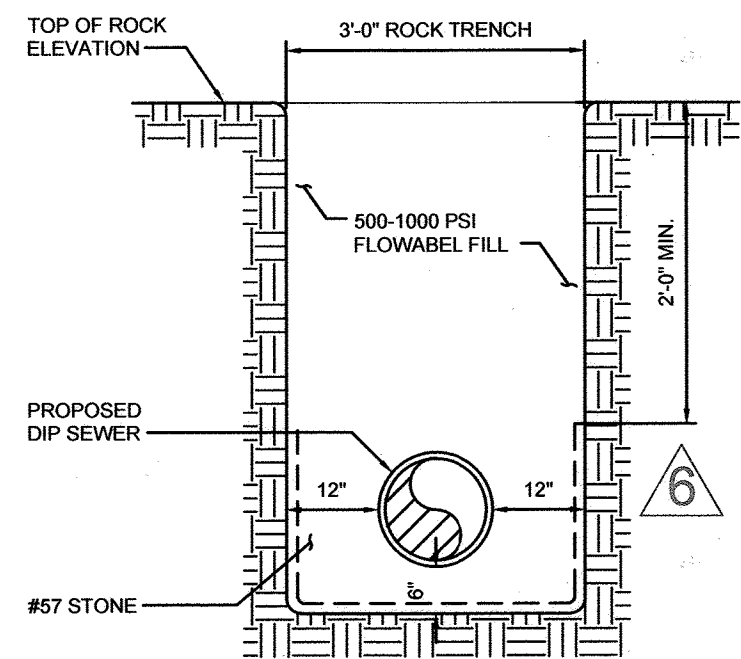 TOP OF ROCK
ELEVATION
3'-0" ROCK TRENCH
500-1000 PSI
FLOWABEL FILL
2'-0" MIN.
PROPOSED
DIP SEWER
12"
12"
6
6"
#57 STONE